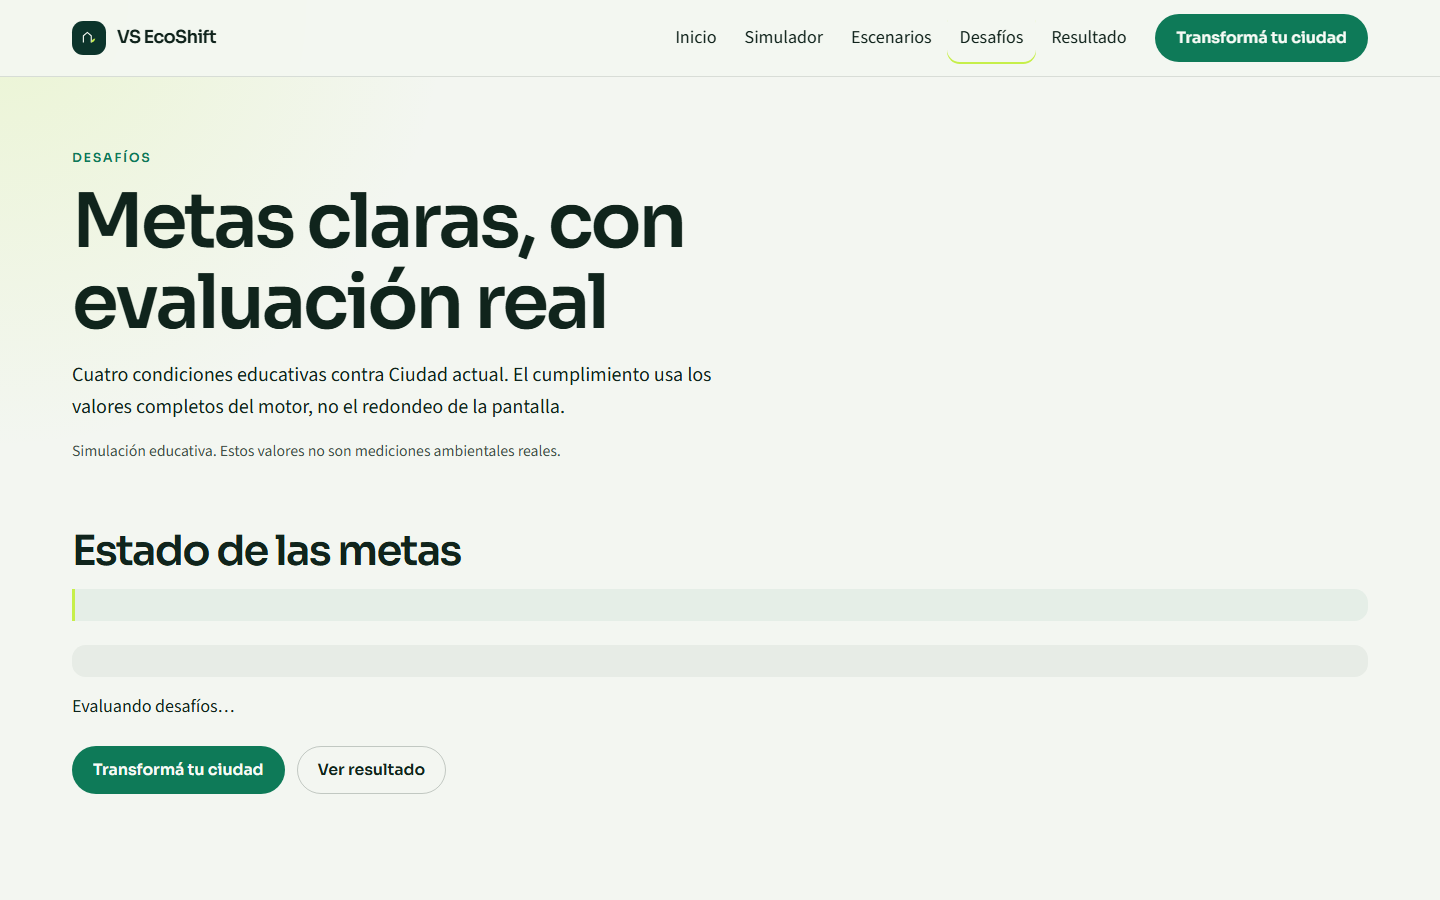 VS EcoShift
Inicio
Simulador
Escenarios
Desafíos
Resultado
Transformá tu ciudad
DESAFÍOS
Metas claras, con
evaluación real
Cuatro condiciones educativas contra Ciudad actual. El cumplimiento usa los
valores completos del motor, no el redondeo de la pantalla.
Simulación educativa. Estos valores no son mediciones ambientales reales.
Estado de las metas
Evaluando desafíos…
Transformá tu ciudad
Ver resultado